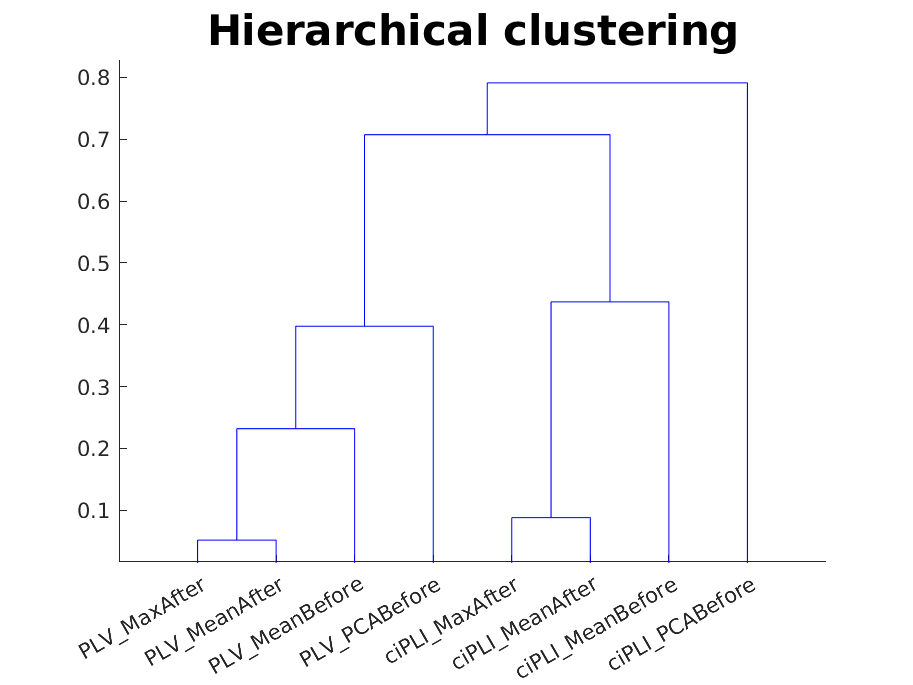 Hierarchical clustering
0.8
0.7
0.6
0.5
0.4
0.3
0.2
0.1
PLV_MaxAfter
PLV_MeanAfter
PLV_MeanBefore
PLV_PCABefore
ciPLI_MaxAfter
ciPLI_MeanAfter
ciPLI_MeanBefore
ciPLI_PCABefore